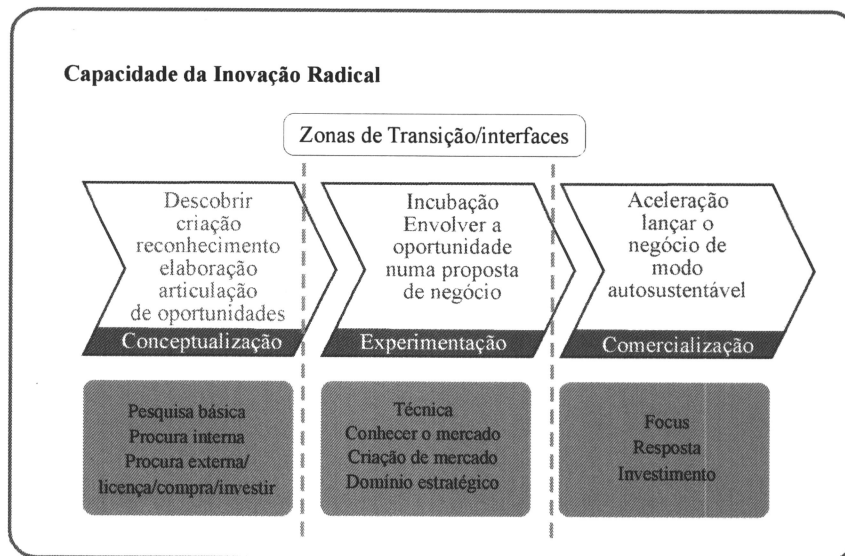 Capacidade da Inovação Radical
Zonas de Transição/interfaces
Descobrir
criação
reconhecimento
elaboração
articulação
de oportunidades
Conceptualização
Incubação
Envolver a
oportunidade
numa proposta
de negócio
Experimentação
Aceleração
lançar o
negócio de
modo
autosustentável
Comercialização
Pesquisa básica
Procura interna
Procura externa/
licença/compra/investir
Técnica
Conhecer o mercado
Criação de mercado
Domínio estratégico
Focus
Resposta
Investimento